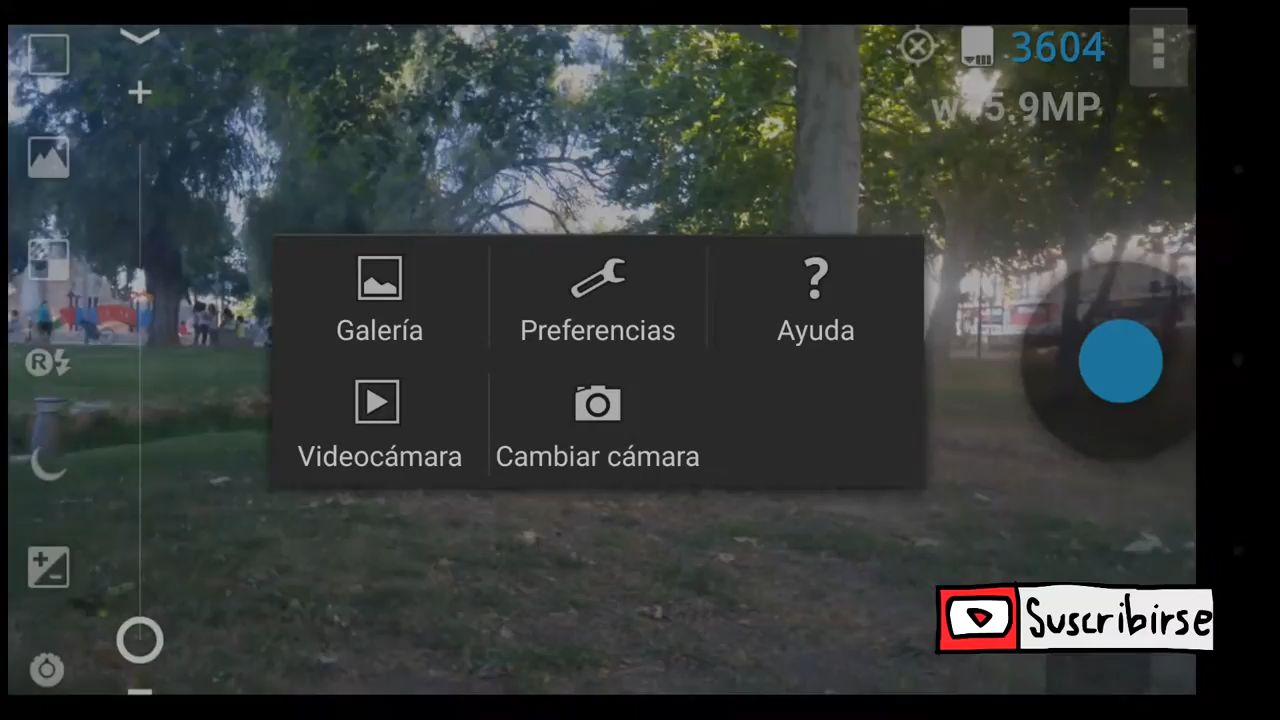 3604
5.9MP
Galería
Preferencias
Ayuda
R
Videocámara
Cambiar cámara
Suscribirse